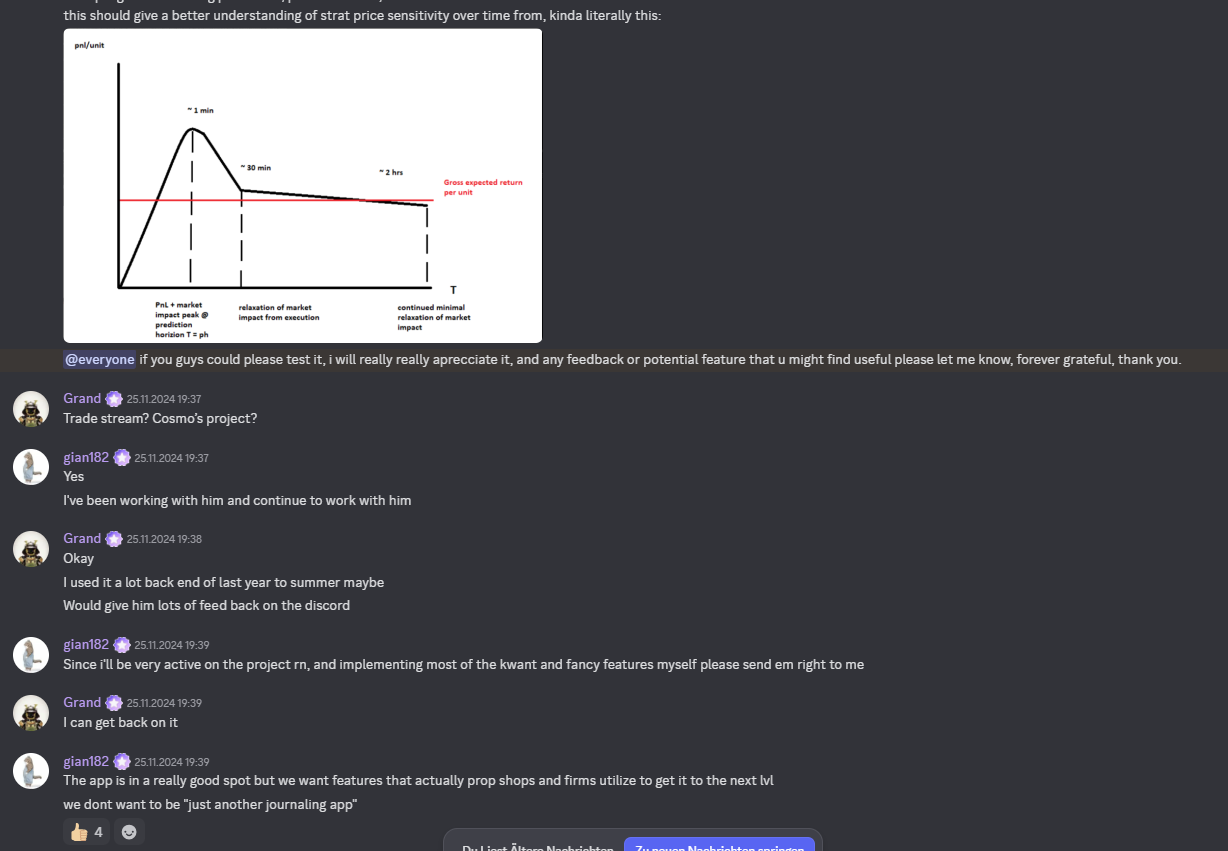 this should give a better understanding of strat price sensitivity over time from, kinda literally this:
pnl/unit
~ 1 min
~ 30 min
~ 2 hrs
Gross expected return
per unit
T
PnL + market
impact peak @
prediction
horizion T = ph
relaxation of market
impact from execution
continued minimal
relaxation of market
impact
@everyone if you guys could please test it, i will really really aprecciate it, and any feedback or potential feature that u might find useful please let me know, forever grateful, thank you.
Grand 25.11.2024 19:37
Trade stream? Cosmo's project?
gian182 25.11.2024 19:37
Yes
I've been working with him and continue to work with him
Grand 25.11.2024 19:38
Okay
I used it a lot back end of last year to summer maybe
Would give him lots of feed back on the discord
gian182 25.11.2024 19:39
Since i'll be very active on the project rn, and implementing most of the kwant and fancy features myself please send em right to me
Grand 25.11.2024 19:39
I can get back on it
gian182 25.11.2024 19:39
The app is in a really good spot but we want features that actually prop shops and firms utilize to get it to the next lvl
we dont want to be "just another journaling app"
4
Du liest Ältere Nachrichten Zu neuen Nachrichten springen